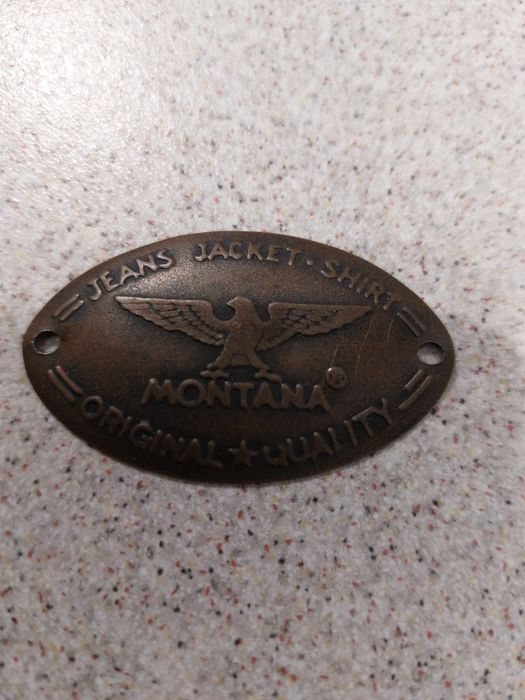 JEANS JACKET · SHIRT
MONTANA®
ORIGINAL ★ QUALITY